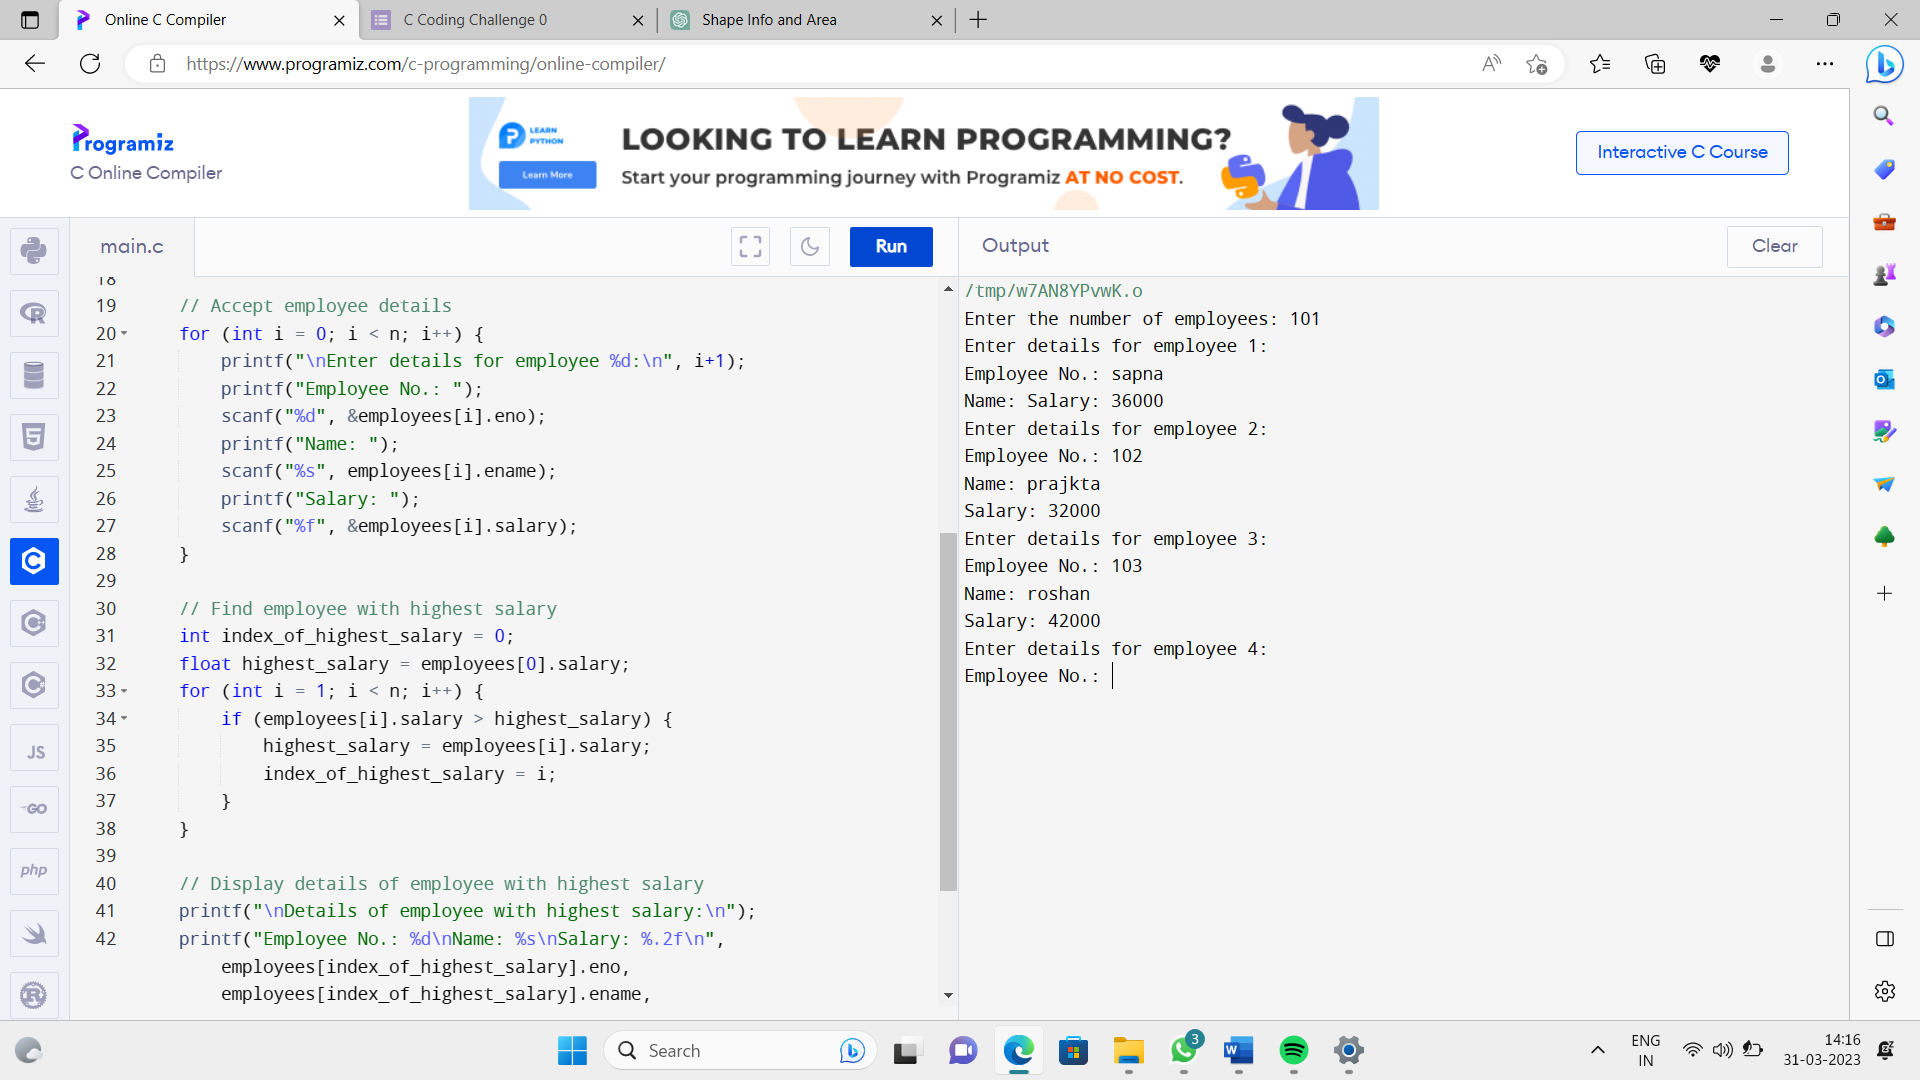 Online C Compiler
C Coding Challenge 0
Shape Info and Area
https://www.programiz.com/c-programming/online-compiler/
Programiz
C Online Compiler
LEARN
PYTHON
Learn More
LOOKING TO LEARN PROGRAMMING?
Start your programming journey with Programiz AT NO COST.
Interactive C Course
main.c
Run
Output
Clear
18
19 // Accept employee details
20 for (int i = 0; i < n; i++) {
21 printf("\nEnter details for employee %d:\n", i+1);
22 printf("Employee No.: ");
23 scanf("%d", &employees[i].eno);
24 printf("Name: ");
25 scanf("%s", employees[i].ename);
26 printf("Salary: ");
27 scanf("%f", &employees[i].salary);
28 }
29
30 // Find employee with highest salary
31 int index_of_highest_salary = 0;
32 float highest_salary = employees[0].salary;
33 for (int i = 1; i < n; i++) {
34 if (employees[i].salary > highest_salary) {
35 highest_salary = employees[i].salary;
36 index_of_highest_salary = i;
37 }
38 }
39
40 // Display details of employee with highest salary
41 printf("\nDetails of employee with highest salary:\n");
42 printf("Employee No.: %d\nName: %s\nSalary: %.2f\n",
employees[index_of_highest_salary].eno,
employees[index_of_highest_salary].ename,
/tmp/w7AN8YPvwK.o
Enter the number of employees: 101
Enter details for employee 1:
Employee No.: sapna
Name: Salary: 36000
Enter details for employee 2:
Employee No.: 102
Name: prajkta
Salary: 32000
Enter details for employee 3:
Employee No.: 103
Name: roshan
Salary: 42000
Enter details for employee 4:
Employee No.:
JS
GO
php
Search
3
ENG
IN
14:16
31-03-2023